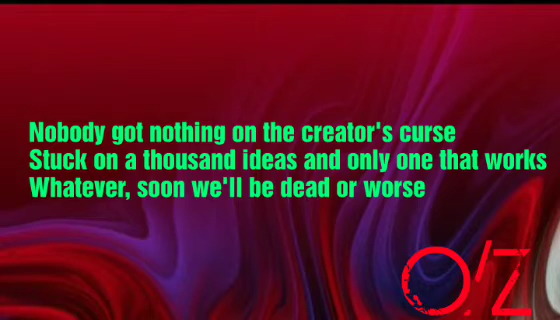 Nobody got nothing on the creator's curse
Stuck on a thousand ideas and only one that works
Whatever, soon we'll be dead or worse
O/Z